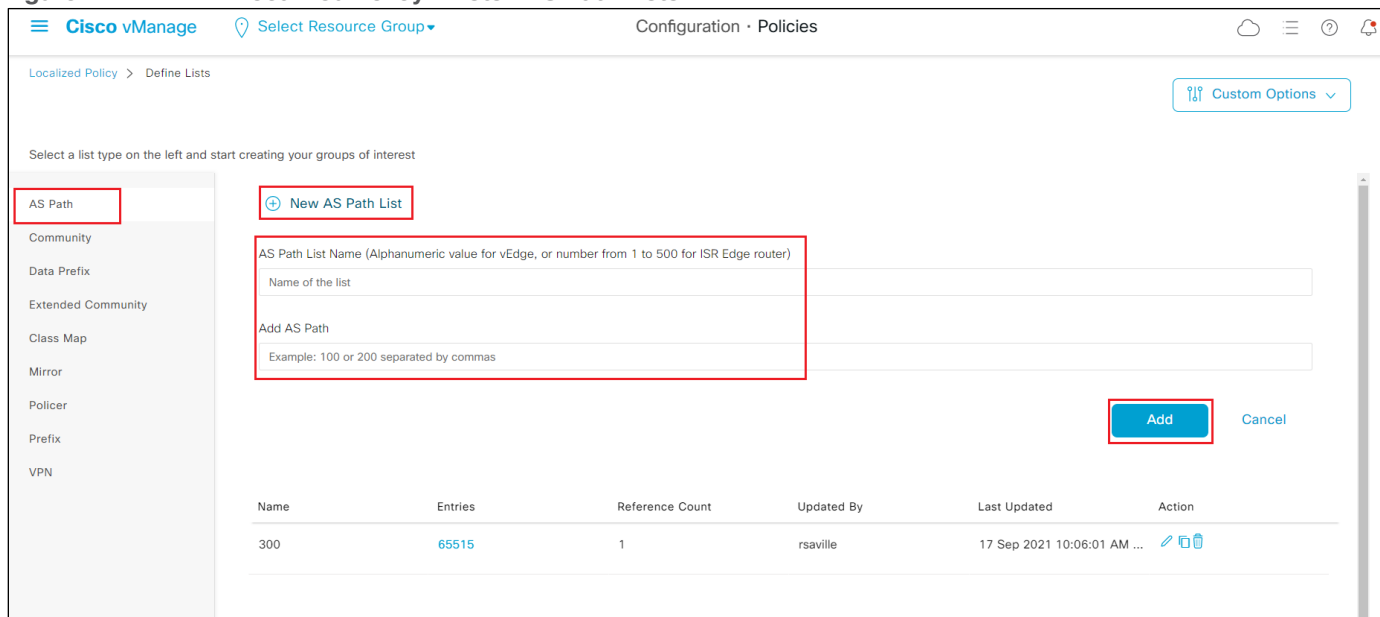 Cisco vManage
Select Resource Group
Configuration · Policies
Localized Policy > Define Lists
Custom Options
Select a list type on the left and start creating your groups of interest
AS Path
Community
Data Prefix
Extended Community
Class Map
Mirror
Policer
Prefix
VPN
New AS Path List
AS Path List Name (Alphanumeric value for vEdge, or number from 1 to 500 for ISR Edge router)
Name of the list
Add AS Path
Example: 100 or 200 separated by commas
Add Cancel
Name Entries Reference Count Updated By Last Updated Action
300 65515 1 rsaville 17 Sep 2021 10:06:01 AM ...